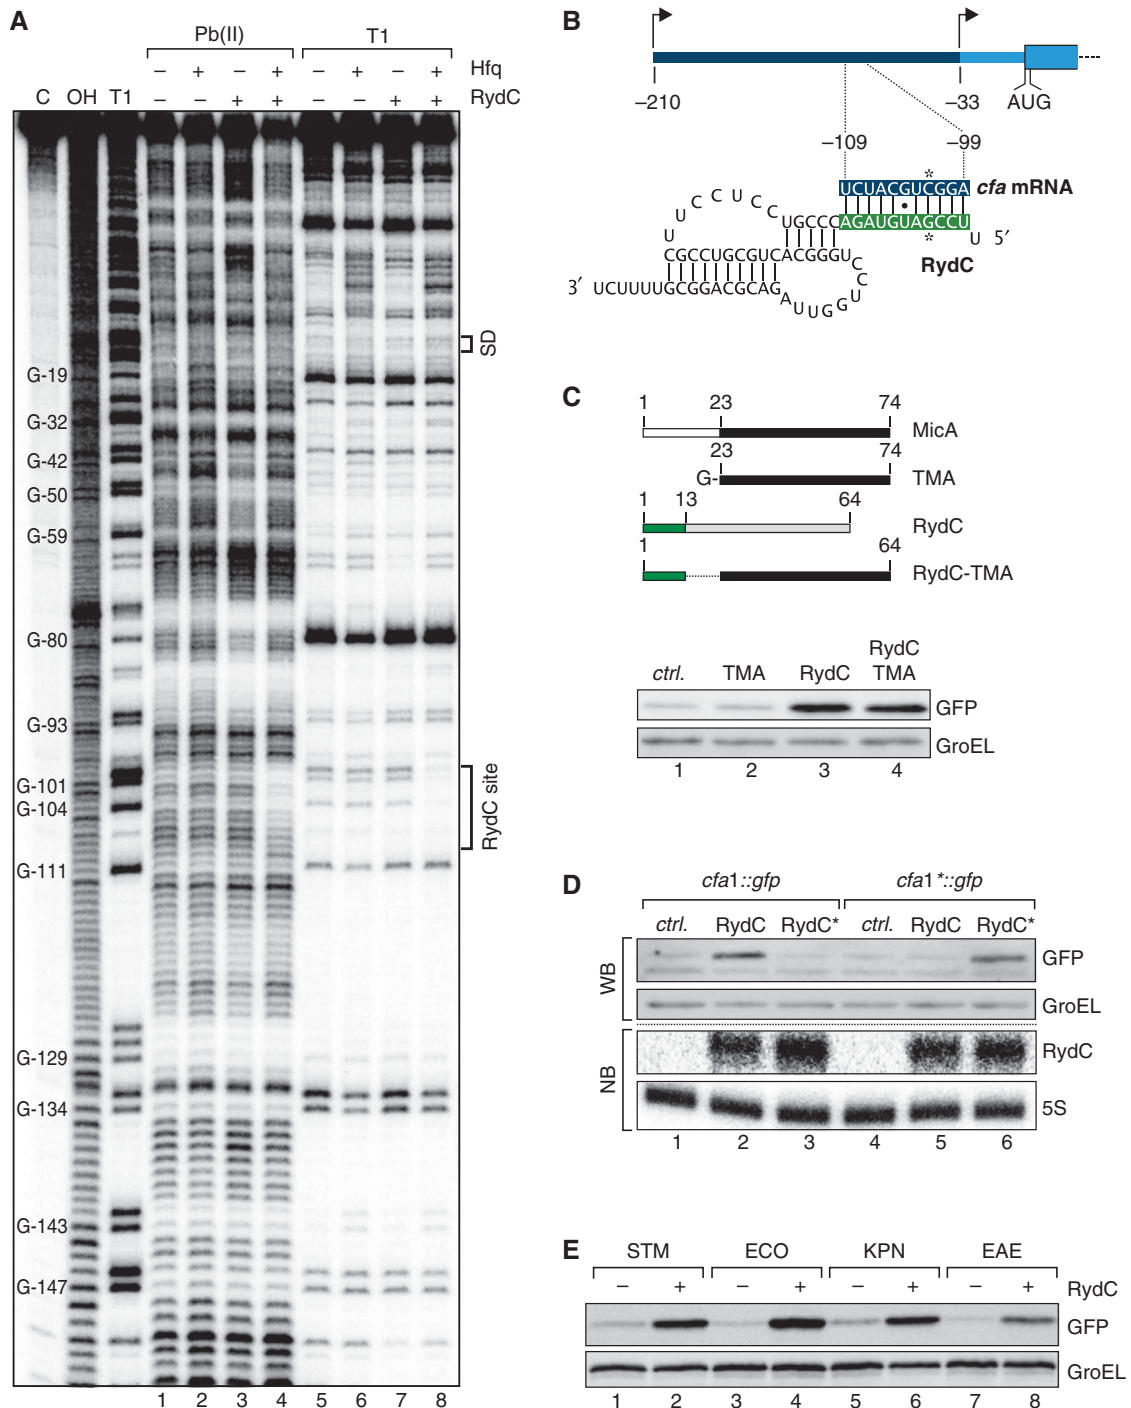 A
Pb(II) T1
– + – + – + – + Hfq
C OH T1 – – + + – – + + RydC
SD
G-19
G-32
G-42
G-50
G-59
G-80
G-93
G-101
G-104
G-111
RydC site
G-129
G-134
G-143
G-147
1 2 3 4 5 6 7 8
B
–210 –33 AUG
–109 –99
*
UCUACGUCGGA cfa mRNA
UCCUCC
U
UGCCC AGAUGUAGCCU
U 5′
*
RydC
U
CGCCUGCGUC ACGGGU
CCU
3′ UCUUUUGCGGACGCAG
AUUGGU
C
1 23 74
MicA
23 74
G- TMA
1 13 64
RydC
1 64
RydC-TMA
ctrl. TMA RydC RydC TMA
GFP
GroEL
1 2 3 4
D
cfa1::gfp cfa1*::gfp
ctrl. RydC RydC* ctrl. RydC RydC*
WB
GFP
GroEL
NB
RydC
5S
1 2 3 4 5 6
E
STM ECO KPN EAE
– + – + – + – + RydC
GFP
GroEL
1 2 3 4 5 6 7 8